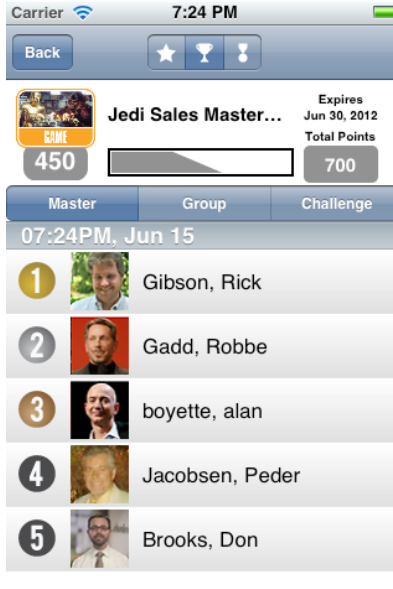 Carrier 7:24 PM
Back
Jedi Sales Master...
Expires
Jun 30, 2012
Total Points
GAME
450
700
Master Group Challenge
07:24PM, Jun 15
1 Gibson, Rick
2 Gadd, Robbe
3 boyette, alan
4 Jacobsen, Peder
5 Brooks, Don